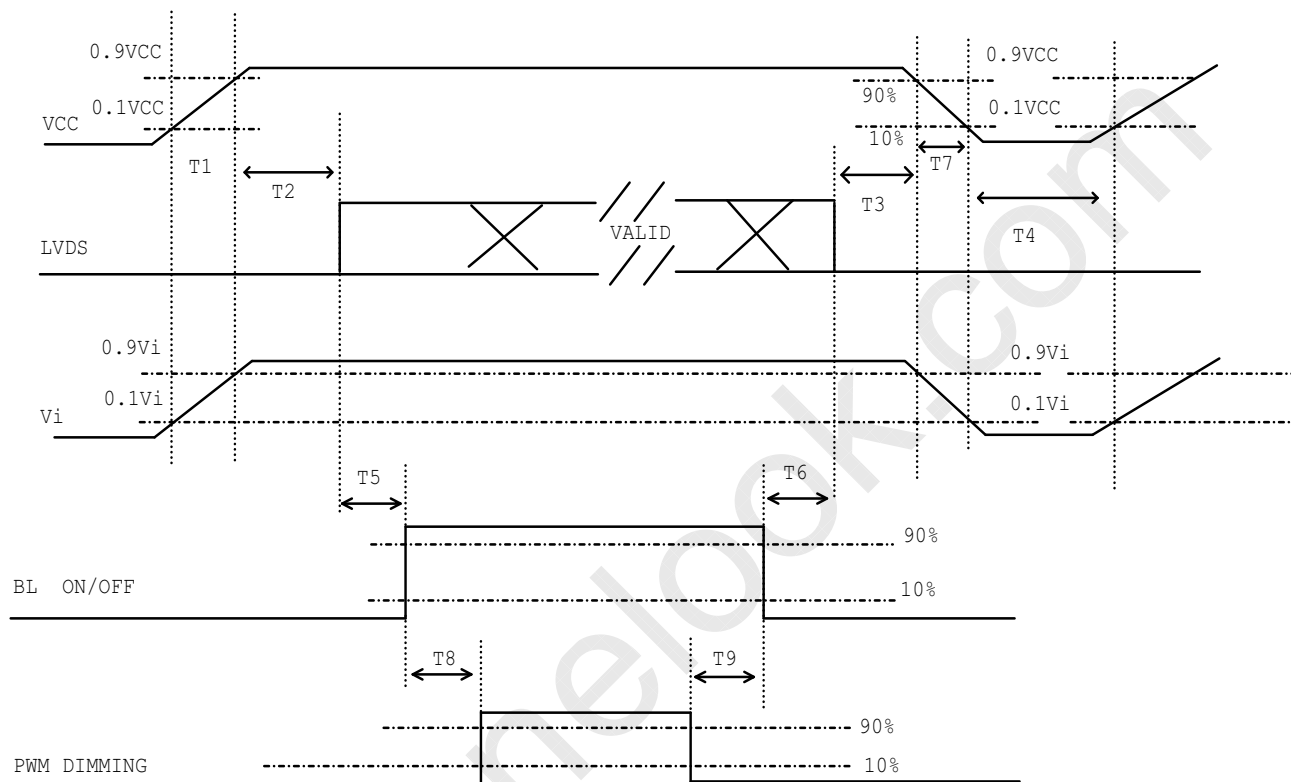 0.9VCC
0.9VCC
90%
0.1VCC
0.1VCC
VCC
10%
T1
T7
T2
T3
VALID
T4
LVDS
0.9Vi
0.9Vi
0.1Vi
0.1Vi
Vi
T5
T6
90%
BL ON/OFF
10%
T8
T9
90%
PWM DIMMING
10%
nelook.com